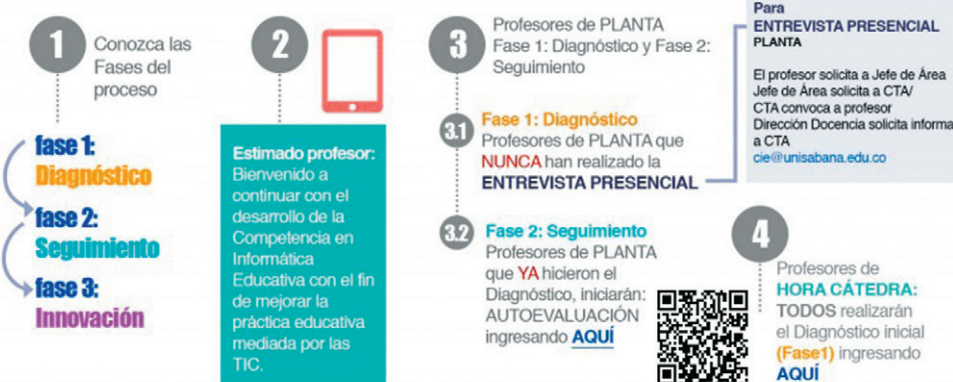 1
Conozca las
Fases del
proceso
fase 1:
Diagnóstico
fase 2:
Seguimiento
fase 3:
Innovación
2
Estimado profesor:
Bienvenido a
continuar con el
desarrollo de la
Competencia en
Informática
Educativa con el fin
de mejorar la
práctica educativa
mediada por las
TIC.
3
Profesores de PLANTA
Fase 1: Diagnóstico y Fase 2:
Seguimiento
3.1
Fase 1: Diagnóstico
Profesores de PLANTA que
NUNCA han realizado la
ENTREVISTA PRESENCIAL
Para
ENTREVISTA PRESENCIAL
PLANTA
El profesor solicita a Jefe de Área
Jefe de Área solicita a CTA/
CTA convoca a profesor
Dirección Docencia solicita informa
a CTA
cie@unisabana.edu.co
3.2
Fase 2: Seguimiento
Profesores de PLANTA
que YA hicieron el
Diagnóstico, iniciarán:
AUTOEVALUACIÓN
ingresando AQUÍ
4
Profesores de
HORA CÁTEDRA:
TODOS realizarán
el Diagnóstico inicial
(Fase1) ingresando
AQUÍ